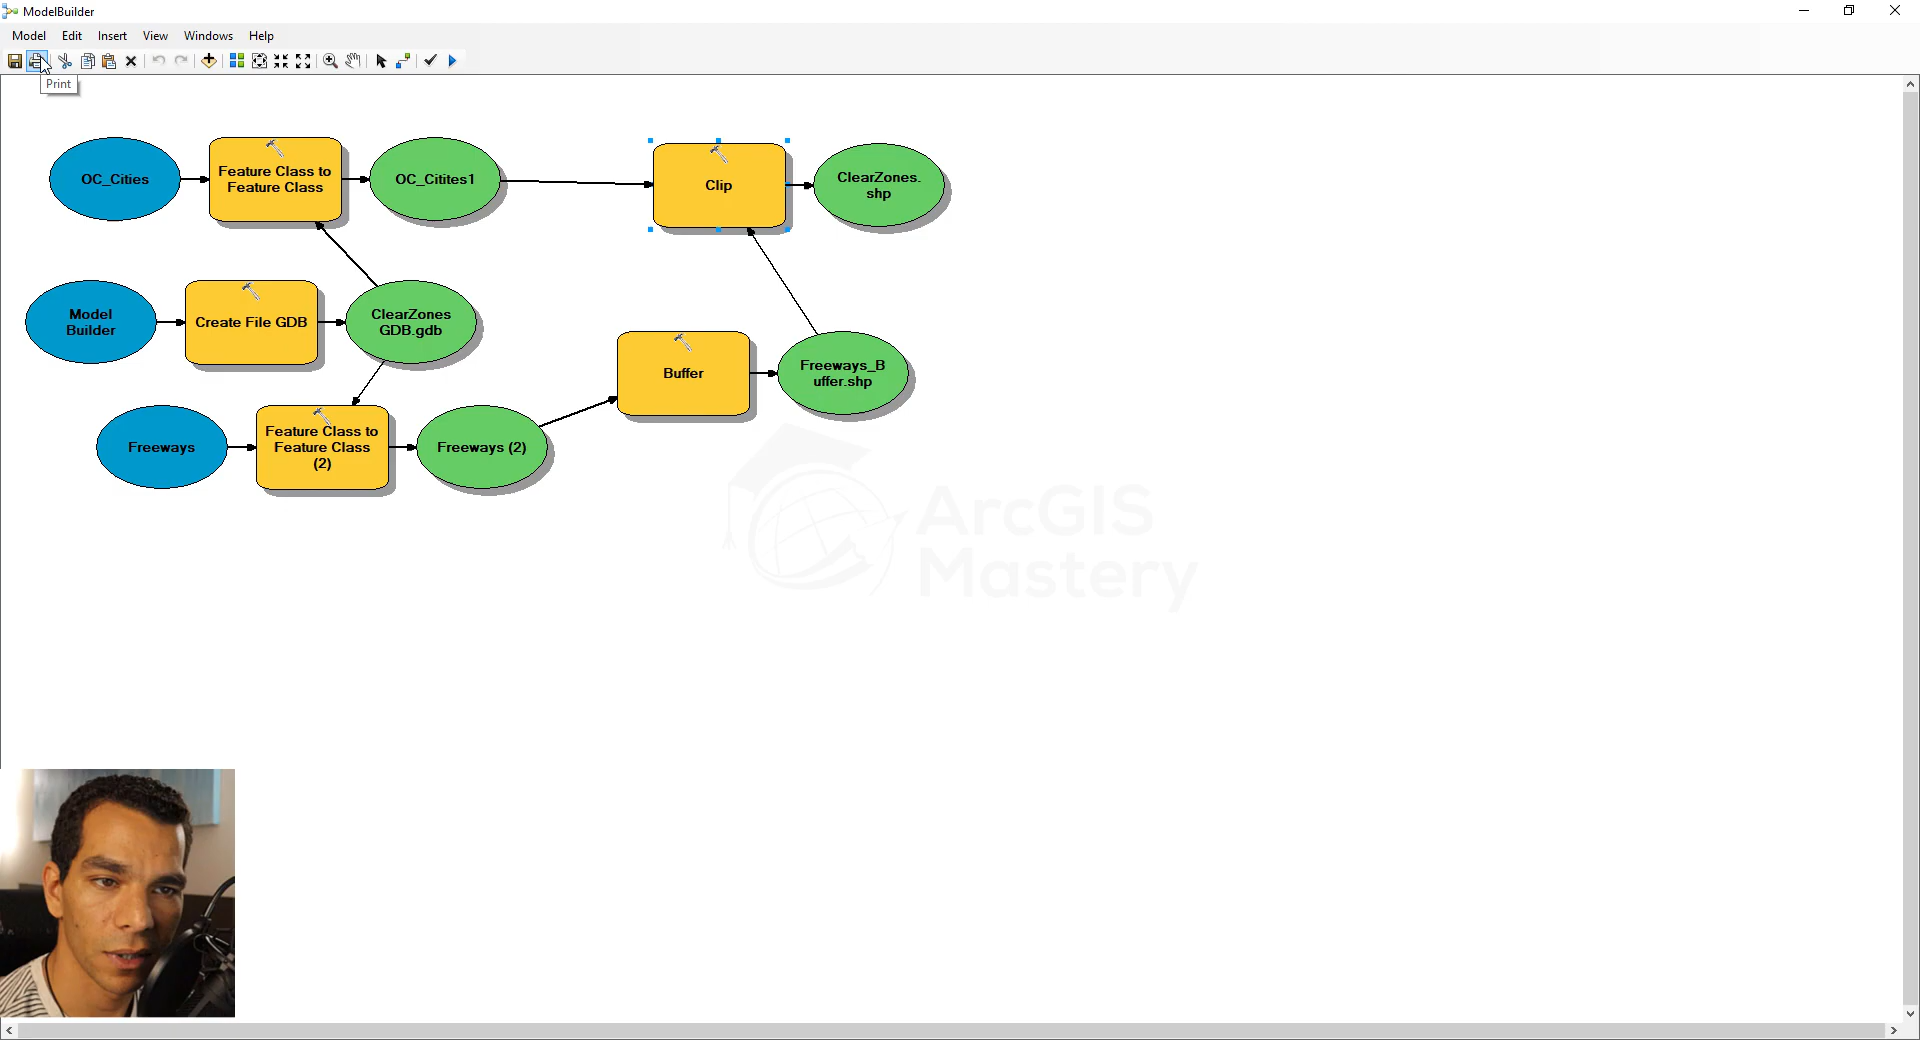 ModelBuilder
Model Edit Insert View Windows Help
Print
OC_Cities
Feature Class to
Feature Class
OC_Citites1
Clip
ClearZones.
shp
Model
Builder
Create File GDB
ClearZones
GDB.gdb
Buffer
Freeways_B
uffer.shp
Freeways
Feature Class to
Feature Class
(2)
Freeways (2)
ArcGIS
Mastery